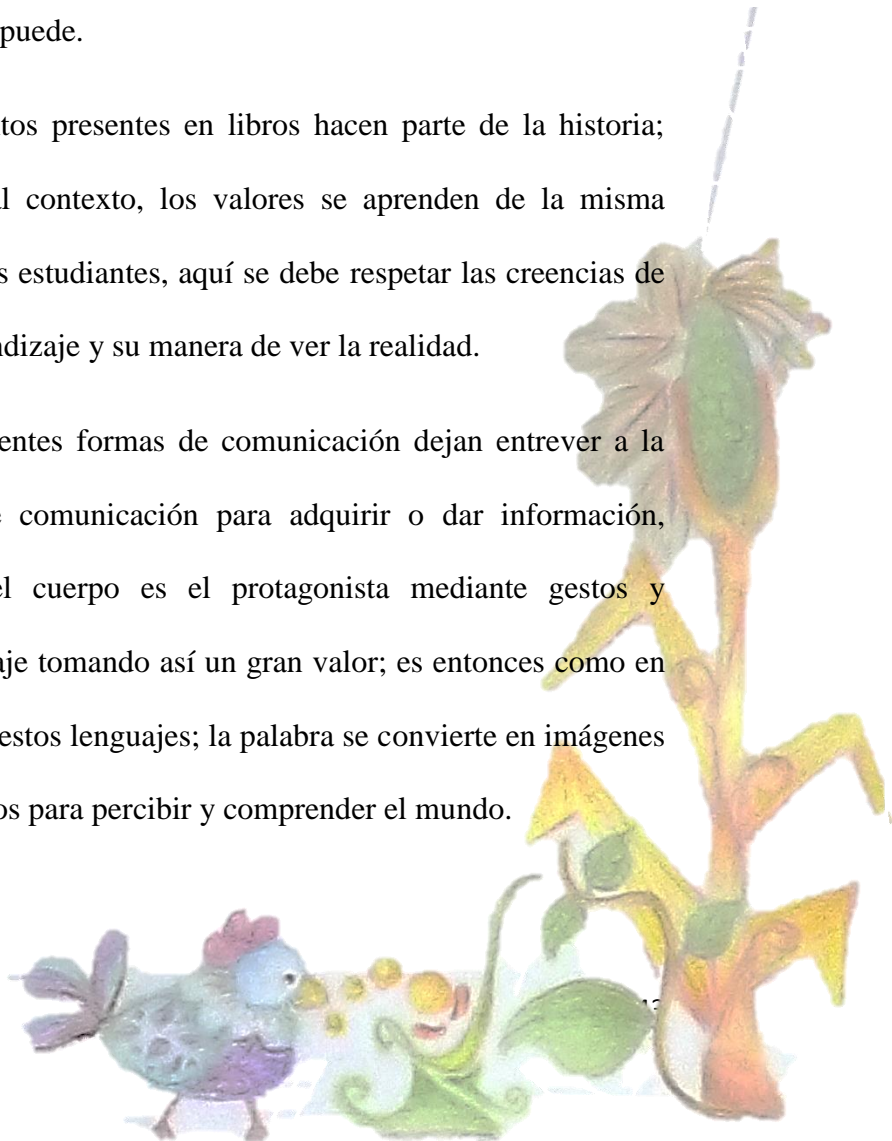 puede.
tos presentes en libros hacen parte de la historia;
l contexto, los valores se aprenden de la misma
s estudiantes, aquí se debe respetar las creencias de
ndizaje y su manera de ver la realidad.
entes formas de comunicación dejan entrever a la
comunicación para adquirir o dar información,
el cuerpo es el protagonista mediante gestos y
aje tomando así un gran valor; es entonces como en
estos lenguajes; la palabra se convierte en imágenes
os para percibir y comprender el mundo.